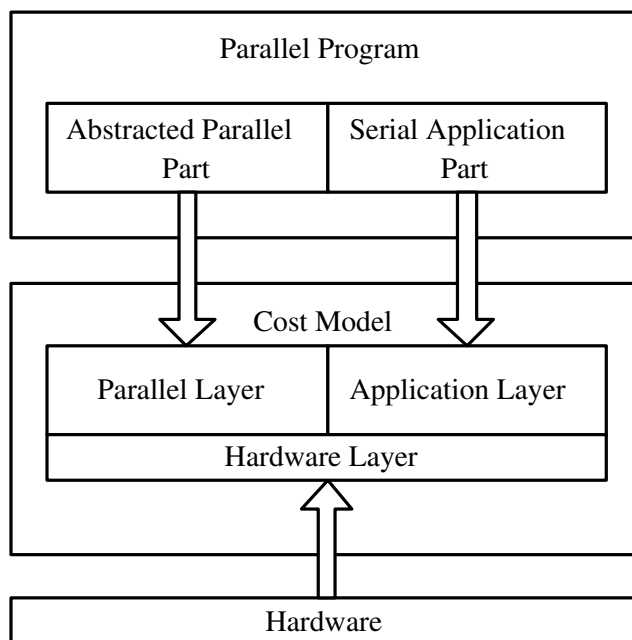 Parallel Program
Abstracted Parallel
Part
Serial Application
Part
Cost Model
Parallel Layer
Application Layer
Hardware Layer
Hardware